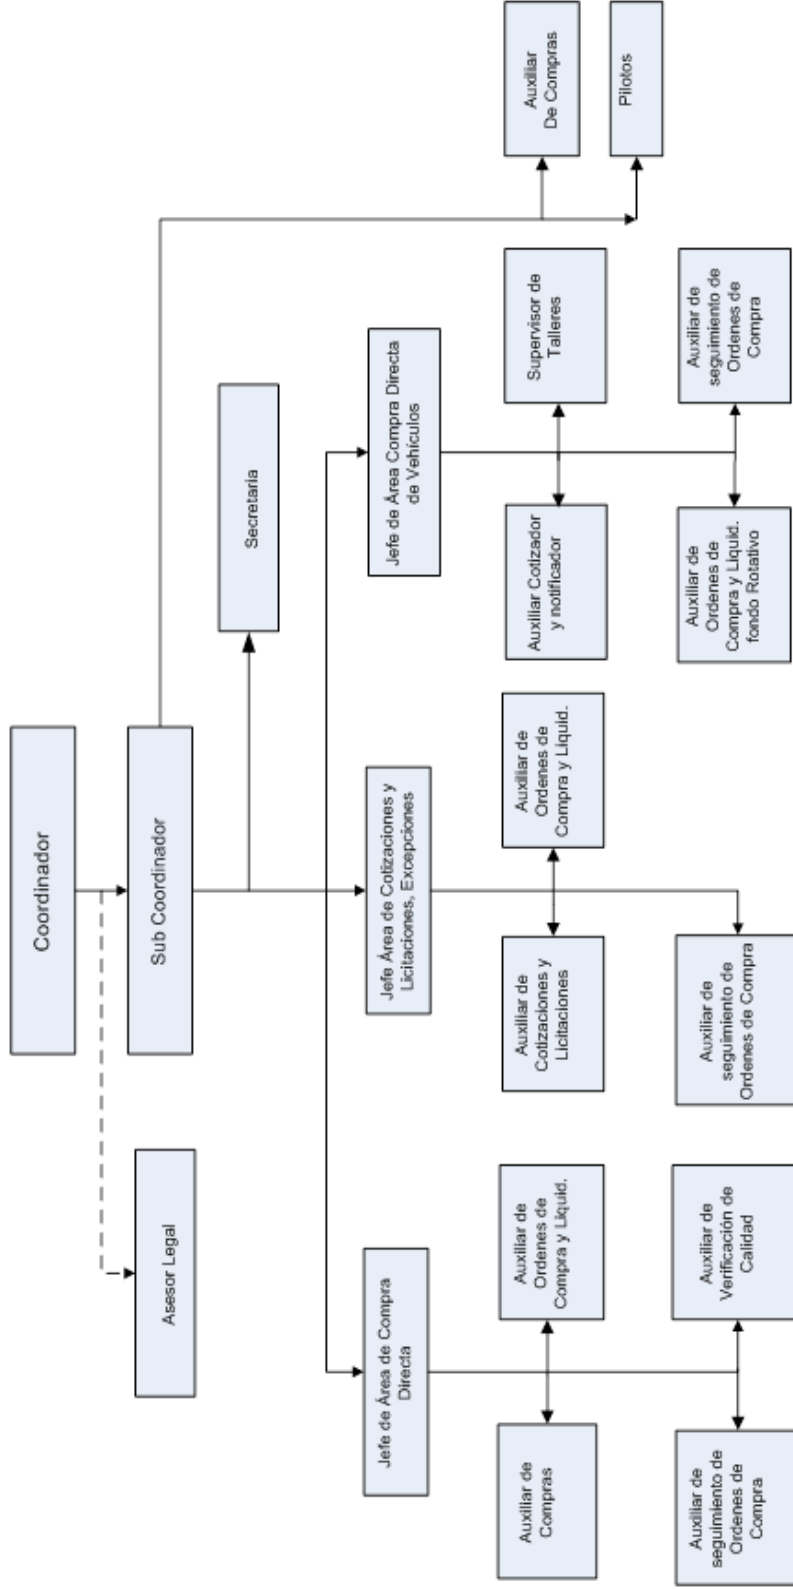 Coordinador
Asesor Legal
Sub Coordinador
Secretaria
Jefe de Área de Compra
Directa
Jefe Área de Cotizaciones y
Licitaciones, Excepciones
Jefe de Área Compra Directa
de Vehículos
Auxiliar de
Compras
Auxiliar de
Ordenes de
Compra y Liquid.
Auxiliar de
Cotizaciones y
Licitaciones
Auxiliar de
Ordenes de
Compra y Liquid.
Auxiliar Cotizador
y notificador
Supervisor de
Talleres
Auxiliar
De Compras
Pilotos
Auxiliar de
seguimiento de
Ordenes de
Compra
Auxiliar de
Verificación de
Calidad
Auxiliar de
seguimiento de
Ordenes de Compra
Auxiliar de
Ordenes de
Compra y Liquid.
fondo Rotativo
Auxiliar de
seguimiento de
Ordenes de
Compra